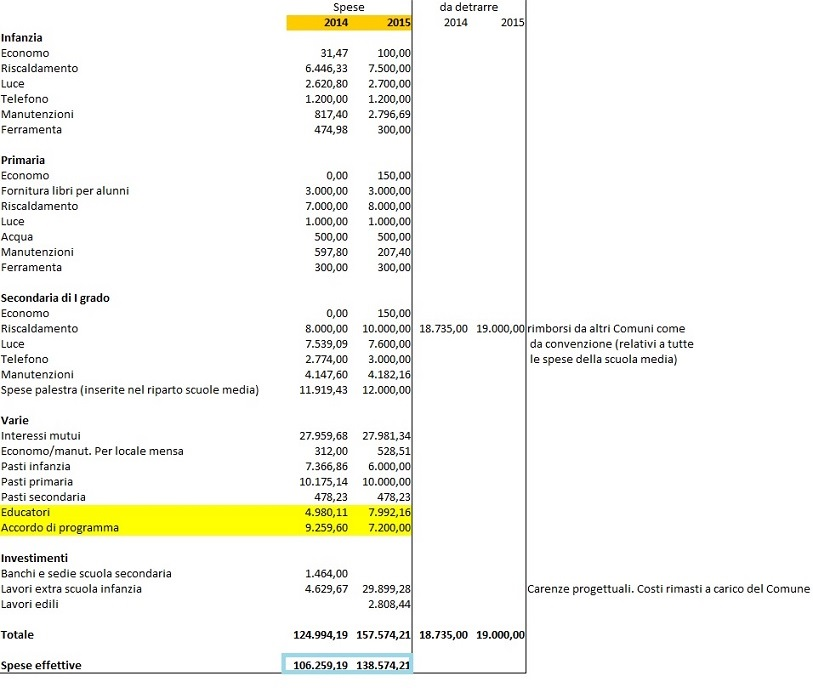 Spese da detrarre
2014 2015 2014 2015
Infanzia
Economo 31,47 100,00
Riscaldamento 6.446,33 7.500,00
Luce 2.620,80 2.700,00
Telefono 1.200,00 1.200,00
Manutenzioni 817,40 2.796,69
Ferramenta 474,98 300,00
Primaria
Economo 0,00 150,00
Fornitura libri per alunni 3.000,00 3.000,00
Riscaldamento 7.000,00 8.000,00
Luce 1.000,00 1.000,00
Acqua 500,00 500,00
Manutenzioni 597,80 207,40
Ferramenta 300,00 300,00
Secondaria di I grado
Economo 0,00 150,00
Riscaldamento 8.000,00 10.000,00 18.735,00 19.000,00 rimborsi da altri Comuni come
Luce 7.539,09 7.600,00 da convenzione (relativi a tutte
Telefono 2.774,00 3.000,00 le spese della scuola media)
Manutenzioni 4.147,60 4.182,16
Spese palestra (inserite nel riparto scuole media) 11.919,43 12.000,00
Varie
Interessi mutui 27.959,68 27.981,34
Economo/manut. Per locale mensa 312,00 528,51
Pasti infanzia 7.366,86 6.000,00
Pasti primaria 10.175,14 10.000,00
Pasti secondaria 478,23 478,23
Educatori 4.980,11 7.992,16
Accordo di programma 9.259,60 7.200,00
Investimenti
Banchi e sedie scuola secondaria 1.464,00
Lavori extra scuola infanzia 4.629,67 29.899,28 Carenze progettuali. Costi rimasti a carico del Comune
Lavori edili 2.808,44
Totale 124.994,19 157.574,21 18.735,00 19.000,00
Spese effettive 106.259,19 138.574,21